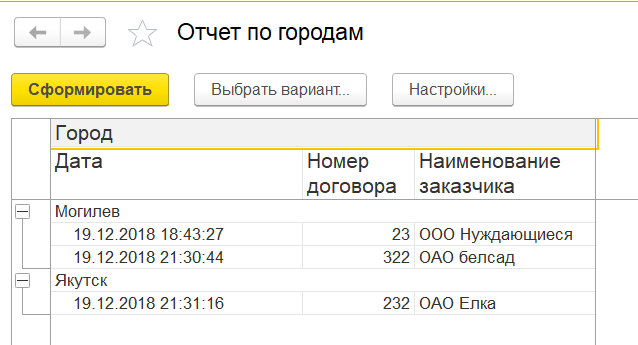 Отчет по городам
Сформировать Выбрать вариант... Настройки...
Город
Дата Номер договора Наименование заказчика
Могилев
19.12.2018 18:43:27 23 ООО Нуждающиеся
19.12.2018 21:30:44 322 ОАО белсад
Якутск
19.12.2018 21:31:16 232 ОАО Елка